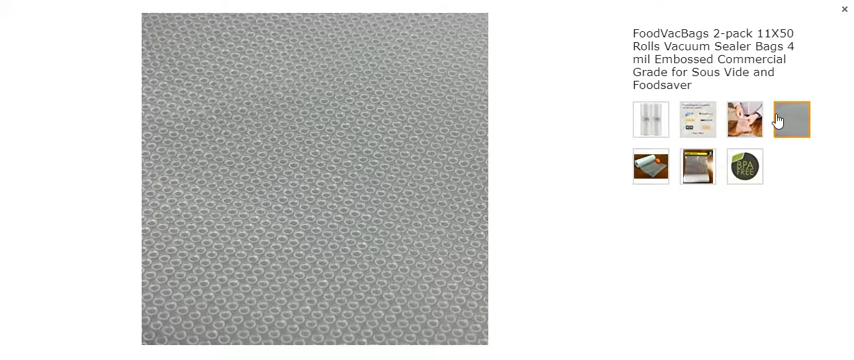 FoodVacBags 2-pack 11X50
Rolls Vacuum Sealer Bags 4
mil Embossed Commercial
Grade for Sous Vide and
Foodsaver
BPA
FREE